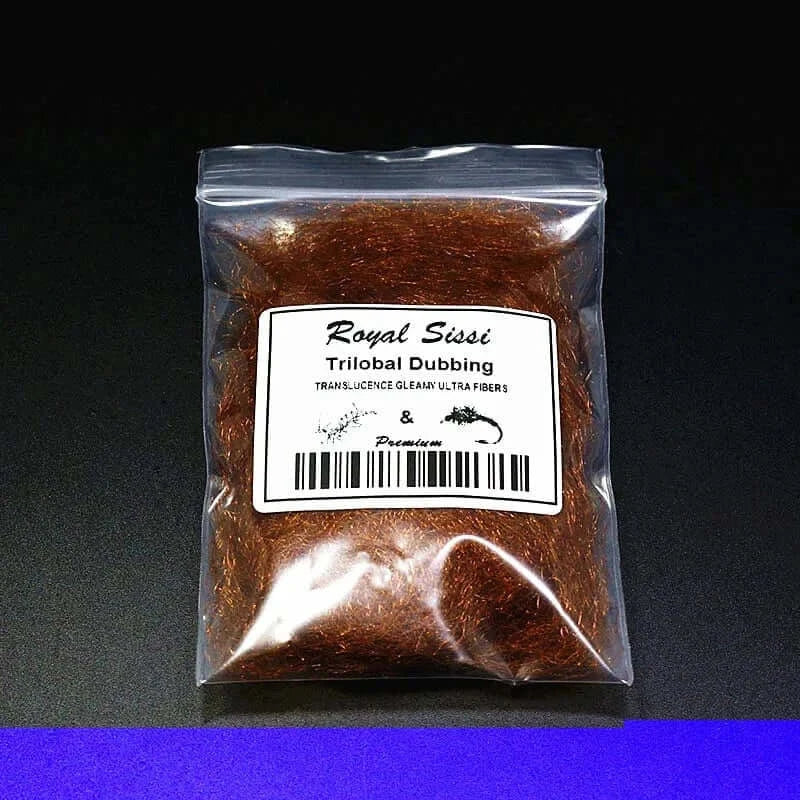 Royal Sissi
Trilobal Dubbing
TRANSLUCENCE GLEAMY ULTRA FIBERS
&
Premium